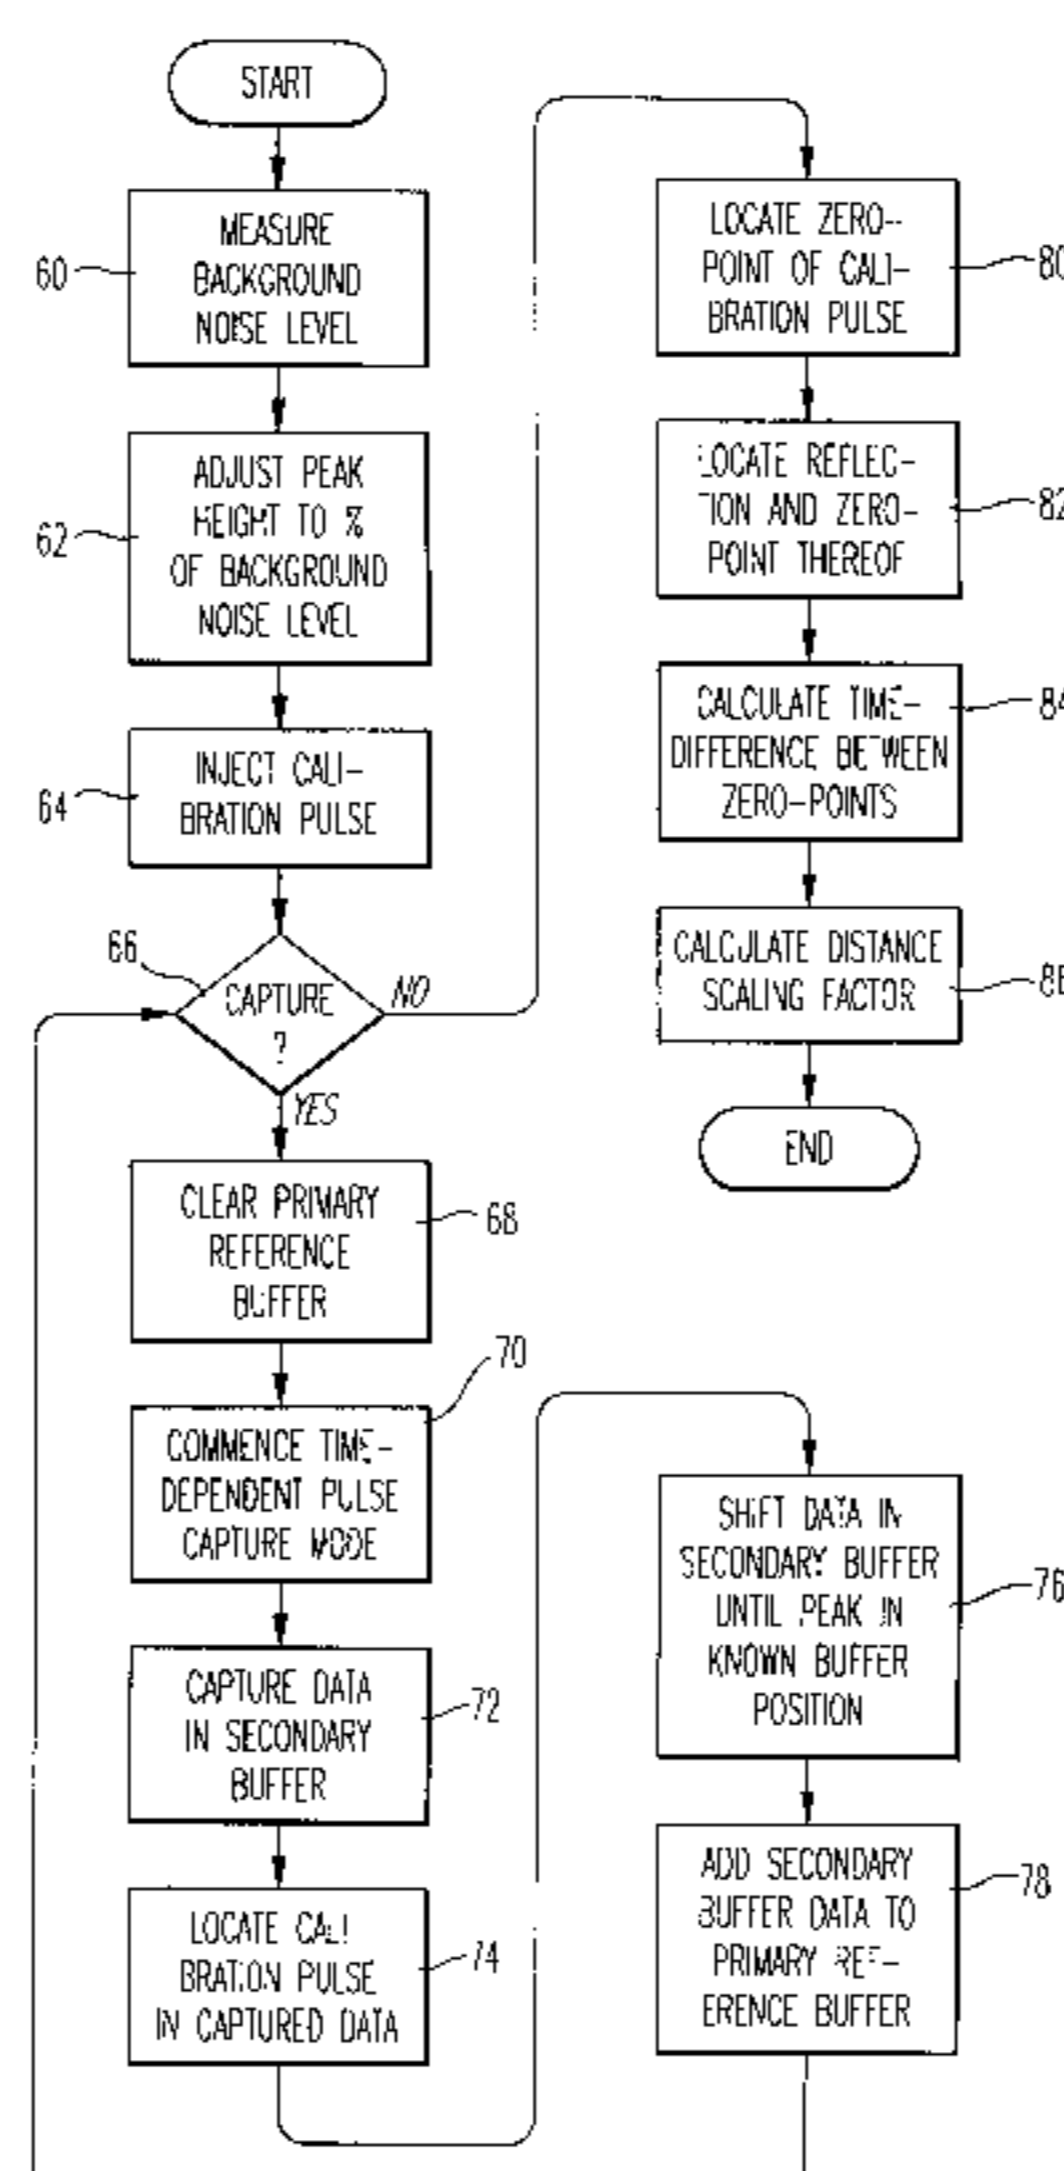 START
60
MEASURE
BACKGROUND
NOISE LEVEL
62
ADJUST PEAK
HEIGHT TO %
OF BACKGROUND
NOISE LEVEL
64
INJECT CALI-
BRATION PULSE
66
CAPTURE
?
NO
YES
CLEAR PRIMARY
REFERENCE
BUFFER
68
70
COMMENCE TIME-
DEPENDENT PULSE
CAPTURE MODE
CAPTURE DATA
IN SECONDARY
BUFFER
72
LOCATE CALI
BRATION PULSE
IN CAPTURED DATA
74
LOCATE ZERO-
POINT OF CALI-
BRATION PULSE
80
LOCATE REFLEC-
TION AND ZERO-
POINT THEREOF
82
CALCULATE TIME-
DIFFERENCE BETWEEN
ZERO-POINTS
84
CALCULATE DISTANCE
SCALING FACTOR
86
END
SHIFT DATA IN
SECONDARY BUFFER
UNTIL PEAK IN
KNOWN BUFFER
POSITION
76
ADD SECONDARY
BUFFER DATA TO
PRIMARY REF-
ERENCE BUFFER
78